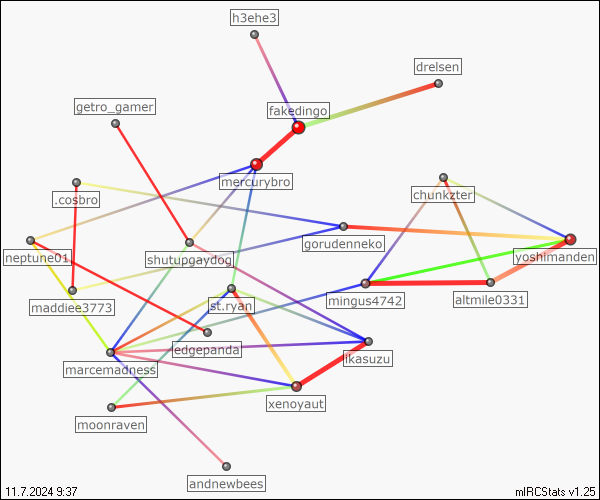 h3ehe3
drelsen
getro_gamer
fakedingo
mercurybro
.cosbro
chunkzter
gorudenneko
neptune01
shutupgaydog
yoshimanden
maddiee3773
st.ryan
mingus4742
altmile0331
edgepanda
ikasuzu
marcemadness
xenoyaut
moonraven
andnewbees
11.7.2024 9:37
mIRCStats v1.25